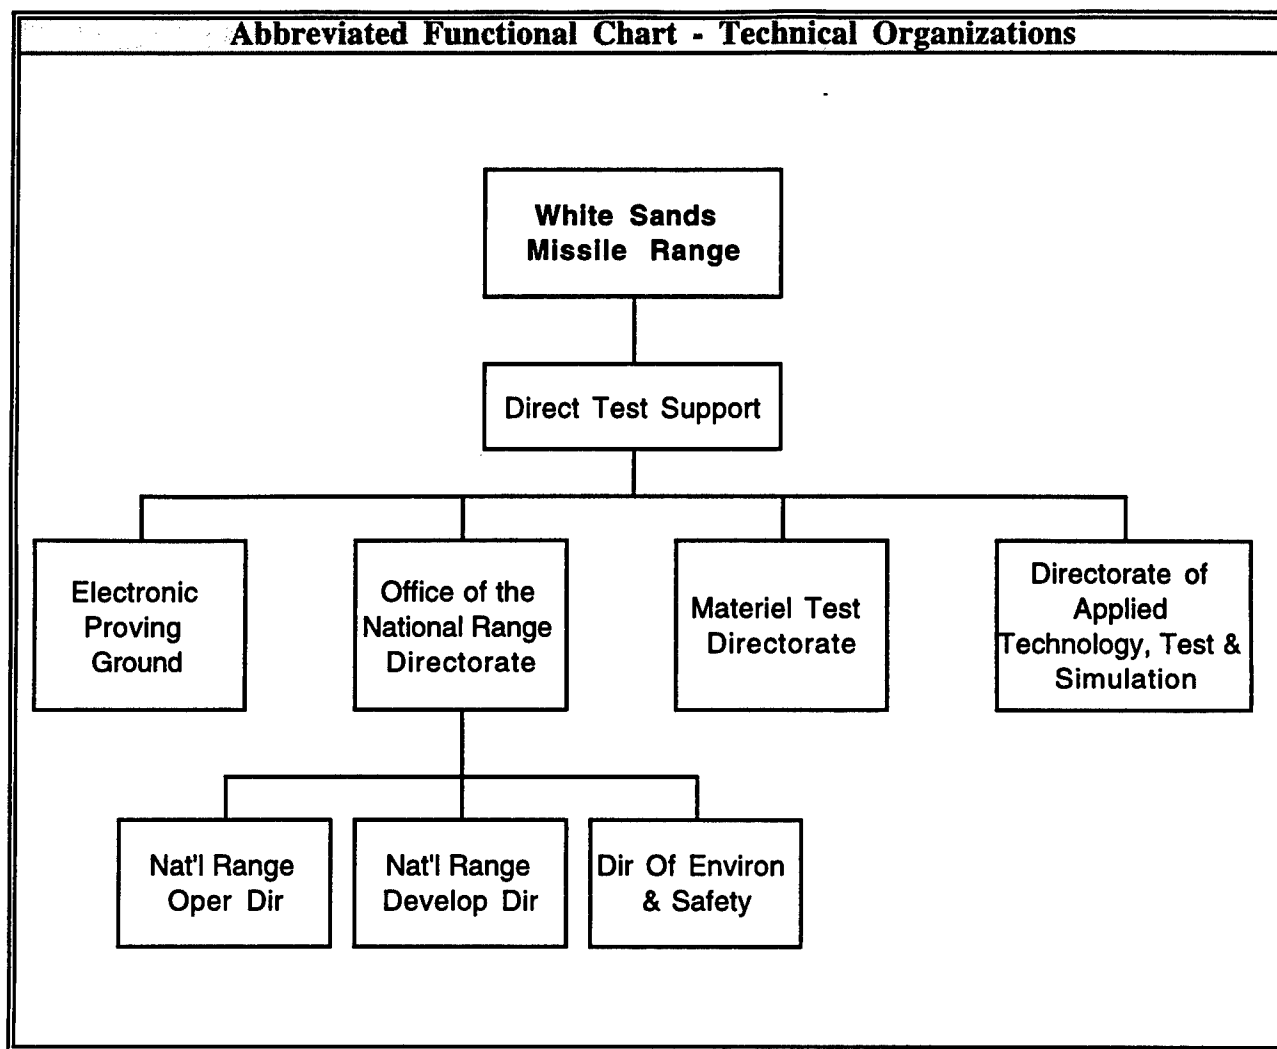 Abbreviated Functional Chart - Technical Organizations
White Sands
Missile Range
Direct Test Support
Electronic
Proving
Ground
Office of the
National Range
Directorate
Materiel Test
Directorate
Directorate of
Applied
Technology, Test &
Simulation
Nat'l Range
Oper Dir
Nat'l Range
Develop Dir
Dir Of Environ
& Safety